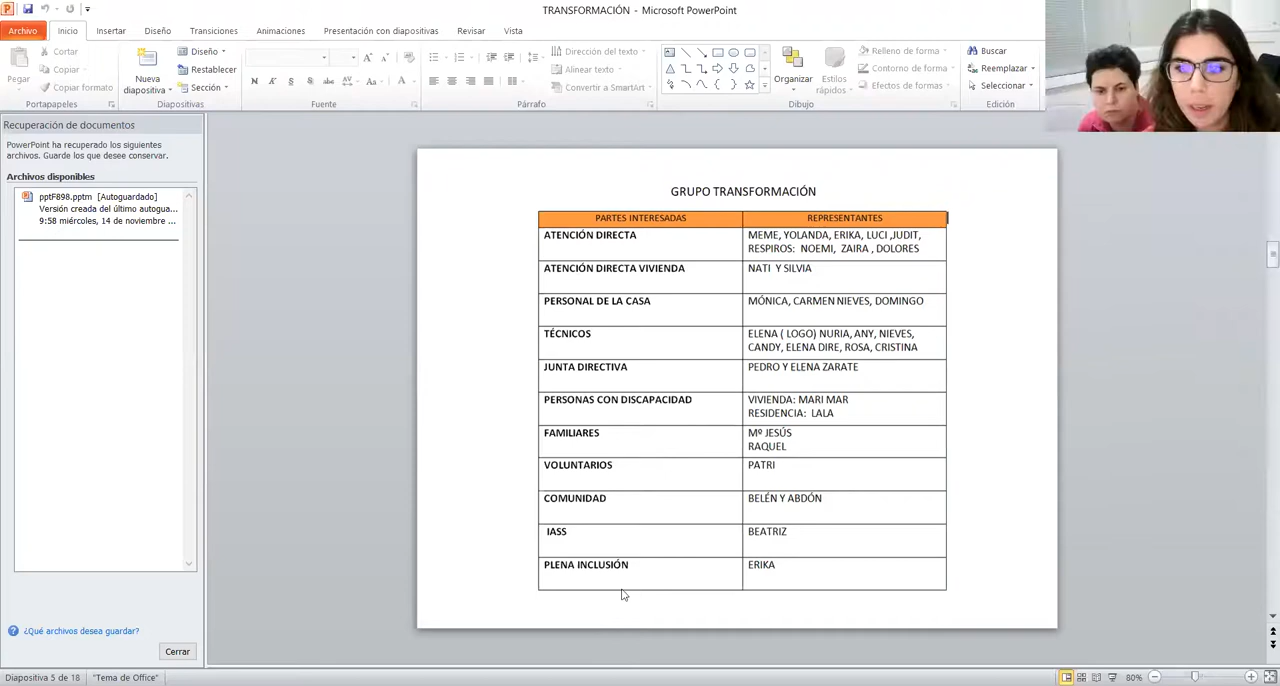 TRANSFORMACIÓN - Microsoft PowerPoint
Archivo Inicio Insertar Diseño Transiciones Animaciones Presentación con diapositivas Revisar Vista
Pegar
Cortar
Copiar
Copiar formato
Portapapeles
Nueva
diapositiva
Diseño
Restablecer
Sección
Diapositivas
Fuente
Dirección del texto
Alinear texto
Convertir a SmartArt
Párrafo
Organizar
Estilos
rápidos
Relleno de forma
Contorno de forma
Efectos de formas
Dibujo
Buscar
Reemplazar
Seleccionar
Edición
Recuperación de documentos
PowerPoint ha recuperado los siguientes
archivos. Guarde los que desee conservar.
Archivos disponibles
pptF898.pptm [Autoguardado]
Versión creada del último autogua...
9:58 miércoles, 14 de noviembre ...
¿Qué archivos desea guardar?
Cerrar
GRUPO TRANSFORMACIÓN
PARTES INTERESADAS REPRESENTANTES
ATENCIÓN DIRECTA MEME, YOLANDA, ERIKA, LUCI ,JUDIT,
RESPIROS: NOEMI, ZAIRA , DOLORES
ATENCIÓN DIRECTA VIVIENDA NATI Y SILVIA
PERSONAL DE LA CASA MÓNICA, CARMEN NIEVES, DOMINGO
TÉCNICOS ELENA ( LOGO) NURIA, ANY, NIEVES,
CANDY, ELENA DIRE, ROSA, CRISTINA
JUNTA DIRECTIVA PEDRO Y ELENA ZARATE
PERSONAS CON DISCAPACIDAD VIVIENDA: MARI MAR
RESIDENCIA: LALA
FAMILIARES Mº JESÚS
RAQUEL
VOLUNTARIOS PATRI
COMUNIDAD BELÉN Y ABDÓN
IASS BEATRIZ
PLENA INCLUSIÓN ERIKA
Diapositiva 5 de 18 "Tema de Office" 80%